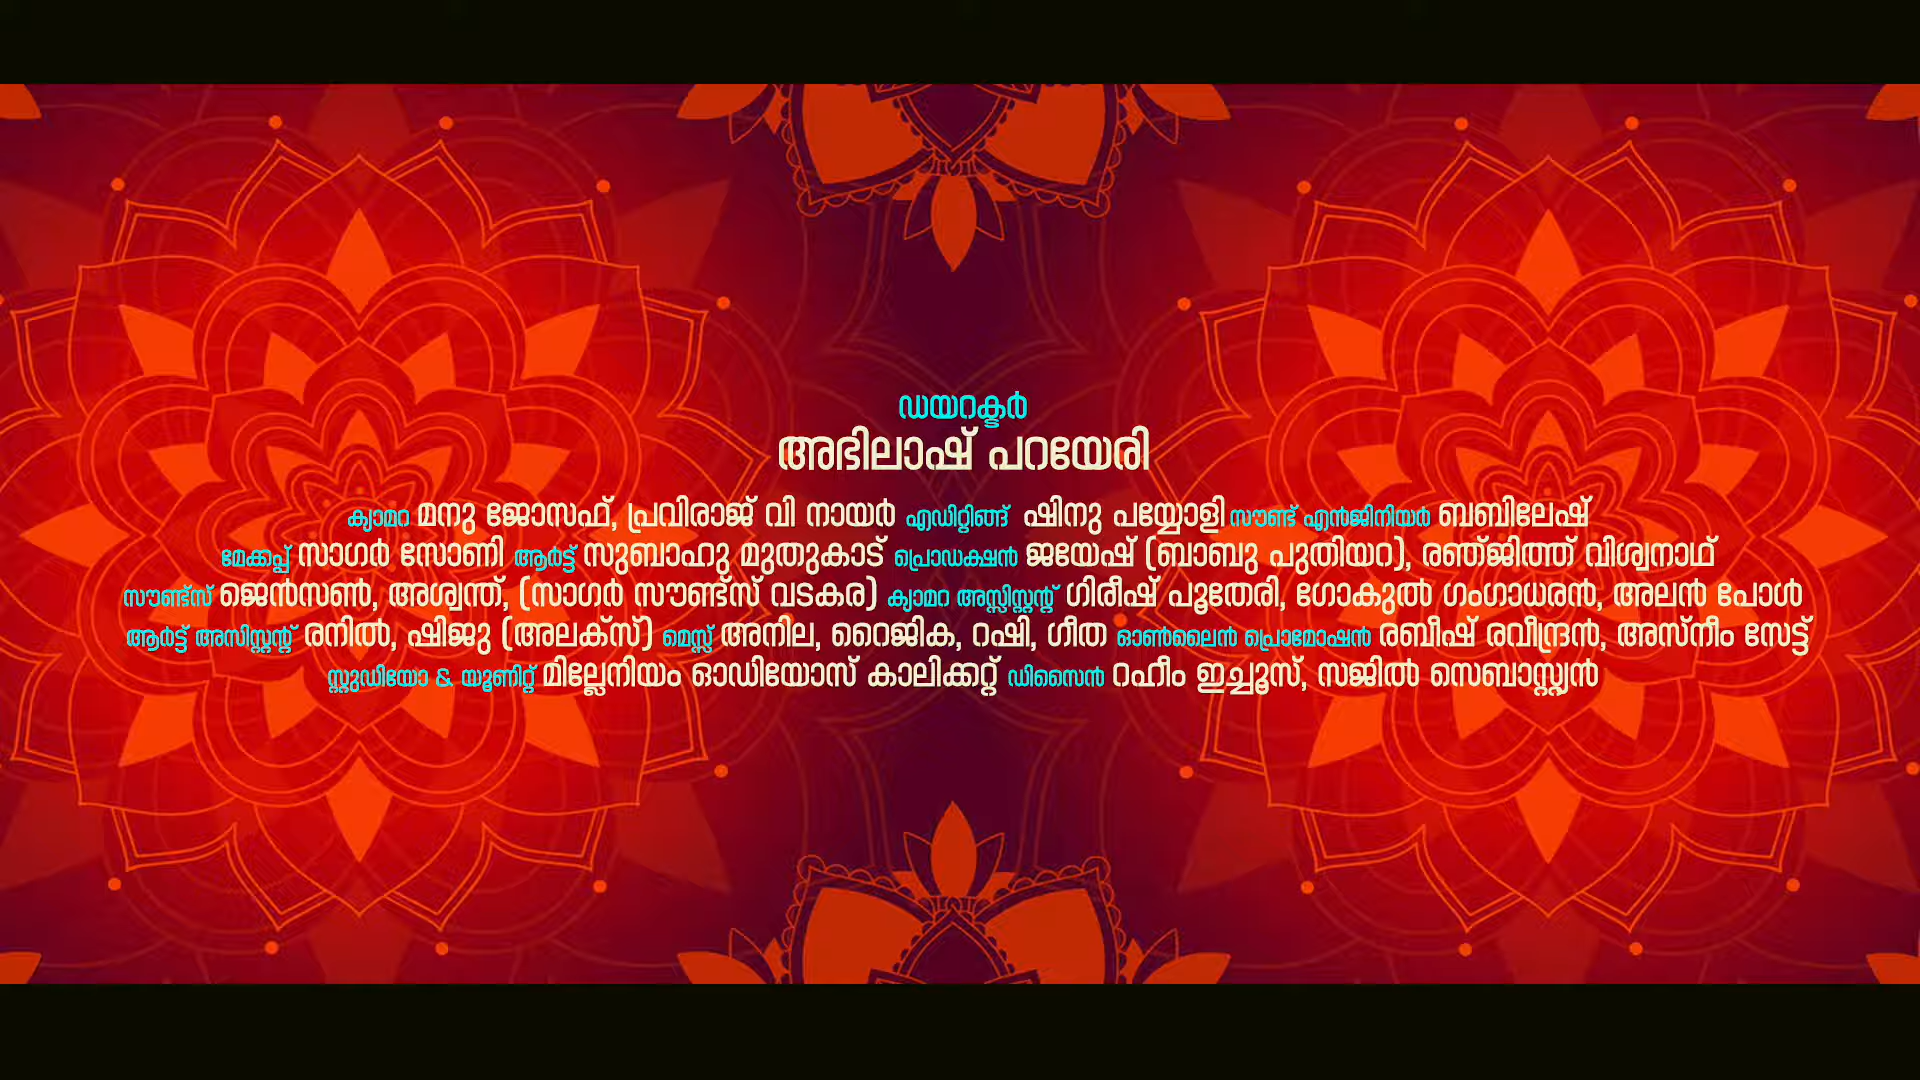 ഡയറക്ടർ
അഭിലാഷ് പറയേരി
ക്യാമറ മനു ജോസഫ്, പ്രവിരാജ് വി നായർ എഡിറ്റിങ്ങ് ഷിനു പയ്യോളി സൗണ്ട് എൻജിനിയർ ബബിലേഷ്
മേക്കപ്പ് സാഗർ സോണി ആർട്ട് സുബാഹു മുതുകാട് പ്രൊഡക്ഷൻ ജയേഷ് (ബാബു പുതിയറ), രഞ്ജിത്ത് വിശ്വനാഥ്
സൗണ്ട്സ് ജെൻസൺ, അശ്വന്ത്, (സാഗർ സൗണ്ട്സ് വടകര) ക്യാമറ അസ്സിസ്റ്റന്റ് ഗിരീഷ് പൂതേരി, ഗോകുൽ ഗംഗാധരൻ, അലൻ പോൾ
ആർട്ട് അസിസ്റ്റന്റ് രനിൽ, ഷിജു (അലക്സ്) മെസ്സ് അനില, റൈജിക, റഷി, ഗീത ഓൺലൈൻ പ്രൊമോഷൻ രബീഷ് രവീന്ദ്രൻ, അസ്നീം സേട്ട്
സ്റ്റുഡിയോ & യൂണിറ്റ് മില്ലേനിയം ഓഡിയോസ് കാലിക്കറ്റ് ഡിസൈൻ റഹീം ഇച്ചൂസ്, സജിൽ സെബാസ്റ്റ്യൻ